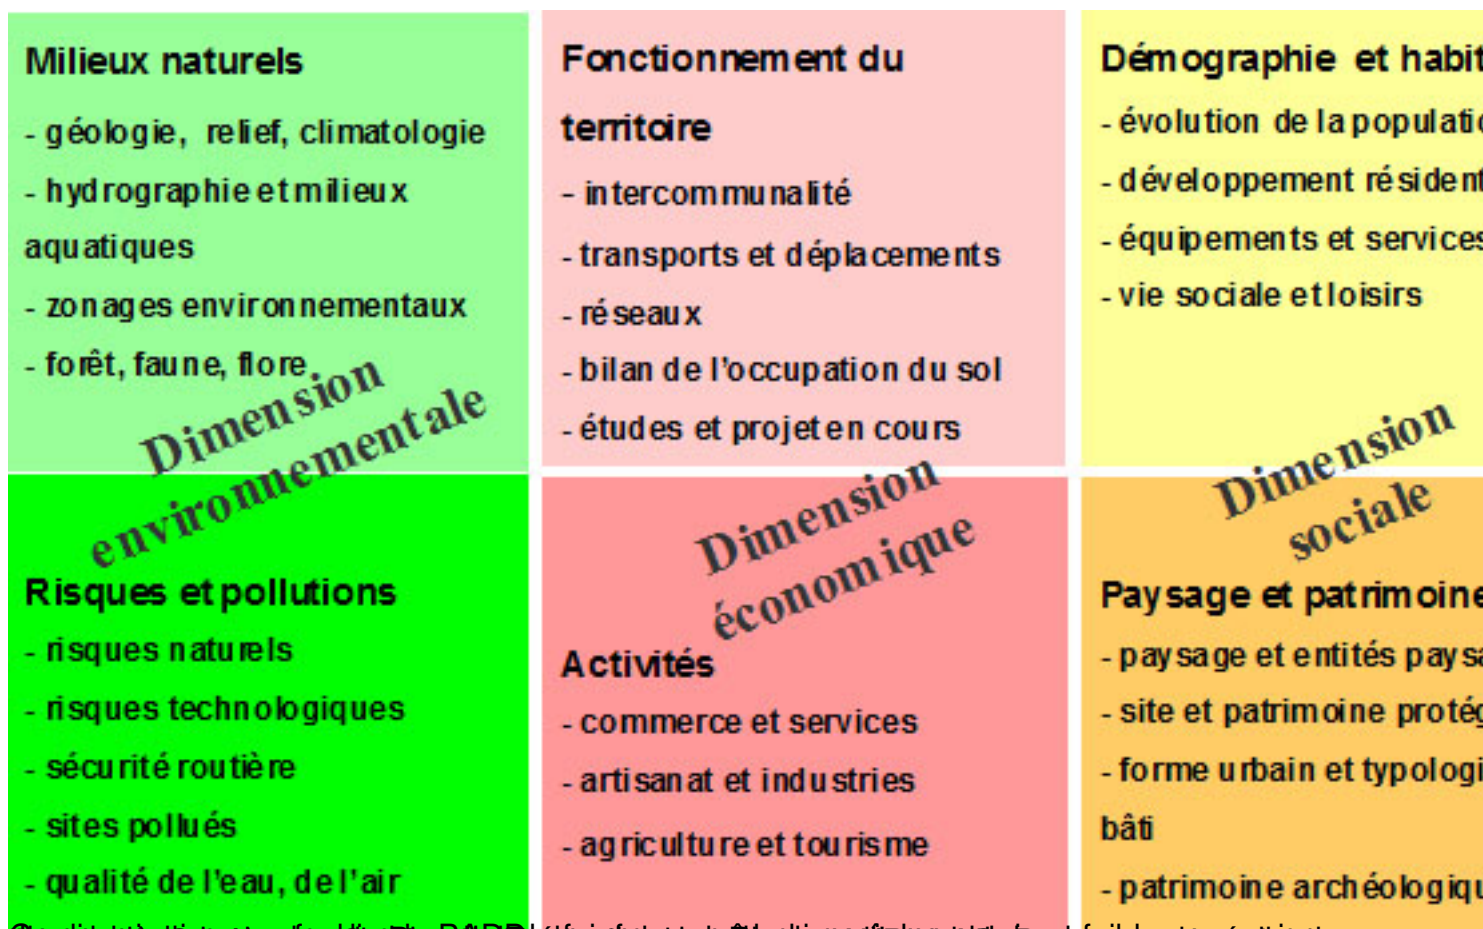 Milieux naturels
- géologie, relief, climatologie
- hydrographie et milieux
aquatiques
- zonages environnementaux
- forêt, faune, flore
Dimension
environnementale
Risques et pollutions
- risques naturels
- risques technologiques
- sécurité routière
- sites pollués
- qualité de l'eau, de l'air
Fonctionnement du
territoire
- intercommunalité
- transports et déplacements
- réseaux
- bilan de l'occupation du sol
- études et projet en cours
Dimension
économique
Activités
- commerce et services
- artisanat et industries
- agriculture et tourisme
Démographie et habit
- évolution de la populatio
- développement résident
- équipements et services
- vie sociale et loisirs
Dimension
sociale
Paysage et patrimoine
- paysage et entités paysa
- site et patrimoine protég
- forme urbain et typologi
bâti
- patrimoine archéologiqu